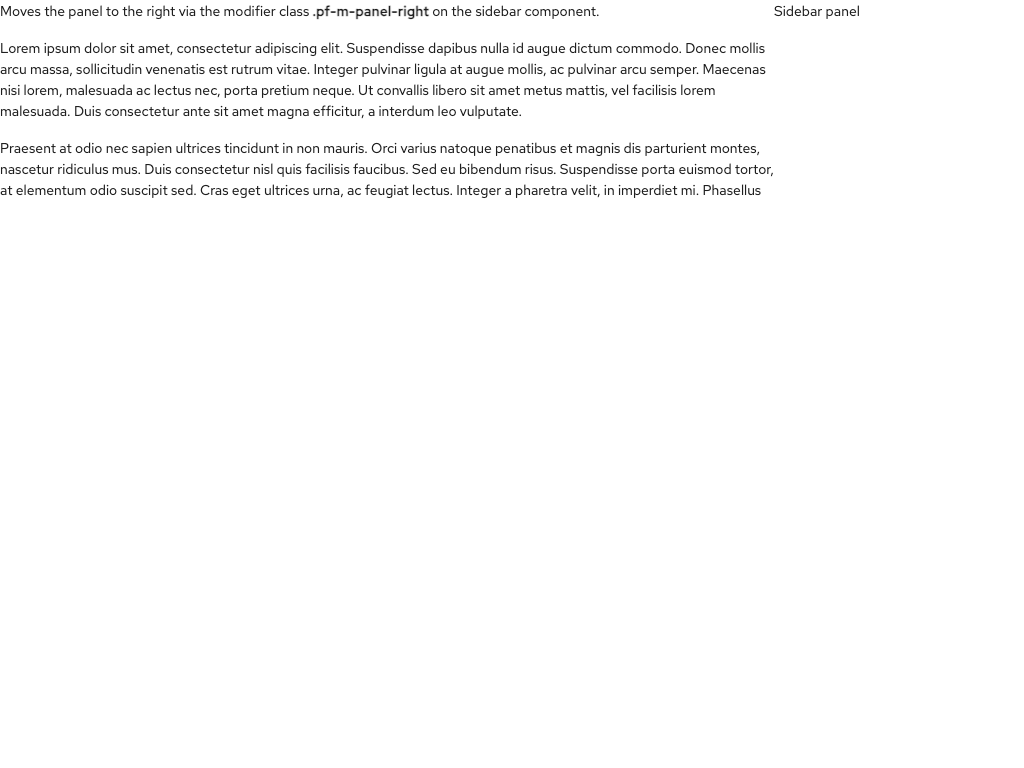 Moves the panel to the right via the modifier class .pf-m-panel-right on the sidebar component.
Sidebar panel
Lorem ipsum dolor sit amet, consectetur adipiscing elit. Suspendisse dapibus nulla id augue dictum commodo. Donec mollis
arcu massa, sollicitudin venenatis est rutrum vitae. Integer pulvinar ligula at augue mollis, ac pulvinar arcu semper. Maecenas
nisi lorem, malesuada ac lectus nec, porta pretium neque. Ut convallis libero sit amet metus mattis, vel facilisis lorem
malesuada. Duis consectetur ante sit amet magna efficitur, a interdum leo vulputate.
Praesent at odio nec sapien ultrices tincidunt in non mauris. Orci varius natoque penatibus et magnis dis parturient montes,
nascetur ridiculus mus. Duis consectetur nisl quis facilisis faucibus. Sed eu bibendum risus. Suspendisse porta euismod tortor,
at elementum odio suscipit sed. Cras eget ultrices urna, ac feugiat lectus. Integer a pharetra velit, in imperdiet mi. Phasellus